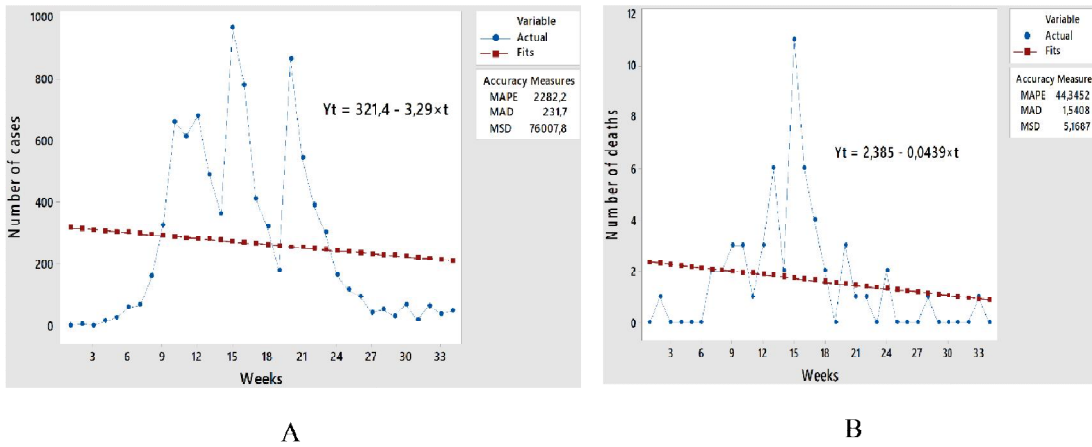 Variable
Actual
Fits
Accuracy Measures
MAPE 2282,2
MAD 231,7
MSD 76007,8
Yt = 321,4 - 3,29×t
Number of cases
1000
800
600
400
200
0
3 6 9 12 15 18 21 24 27 30 33
Weeks
A
Variable
Actual
Fits
Accuracy Measures
MAPE 44,3452
MAD 1,5408
MSD 5,1687
Yt = 2,385 - 0,0439×t
Number of deaths
12
10
8
6
4
2
0
3 6 9 12 15 18 21 24 27 30 33
Weeks
B